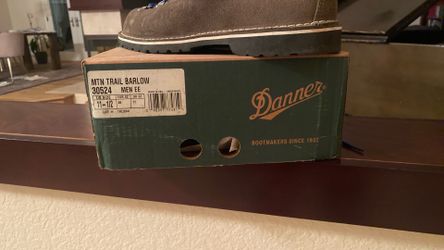 MTN TRAIL BARLOW
30524 MEN EE
11-1/2
Danner
BOOTMAKERS SINCE 1932